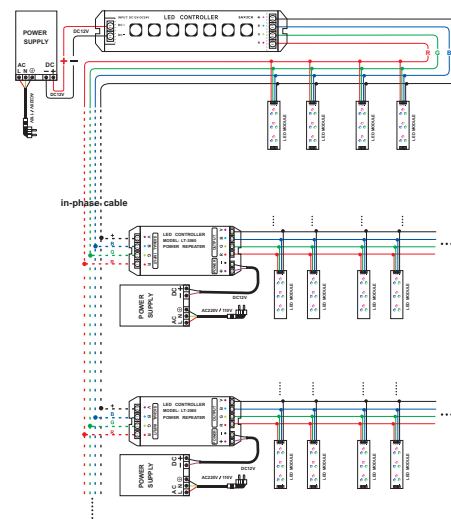 POWER
SUPPLY
AC DC
L N − +
AC220V / 110V
DC12V
DC12V
+ −
LED CONTROLLER
R G B
LED MODULE
LED MODULE
LED MODULE
LED MODULE
in-phase cable
+
B
G
R
LED CONTROLLER
MODEL: LT-3060
POWER REPEATER
OUTPUT
DC12V
POWER
SUPPLY
DC
AC
L N
AC220V / 110V
LED MODULE
LED MODULE
LED MODULE
LED MODULE
+
B
G
R
LED CONTROLLER
MODEL: LT-3060
POWER REPEATER
OUTPUT
DC12V
POWER
SUPPLY
DC
AC
L N
AC220V / 110V
LED MODULE
LED MODULE
LED MODULE
LED MODULE